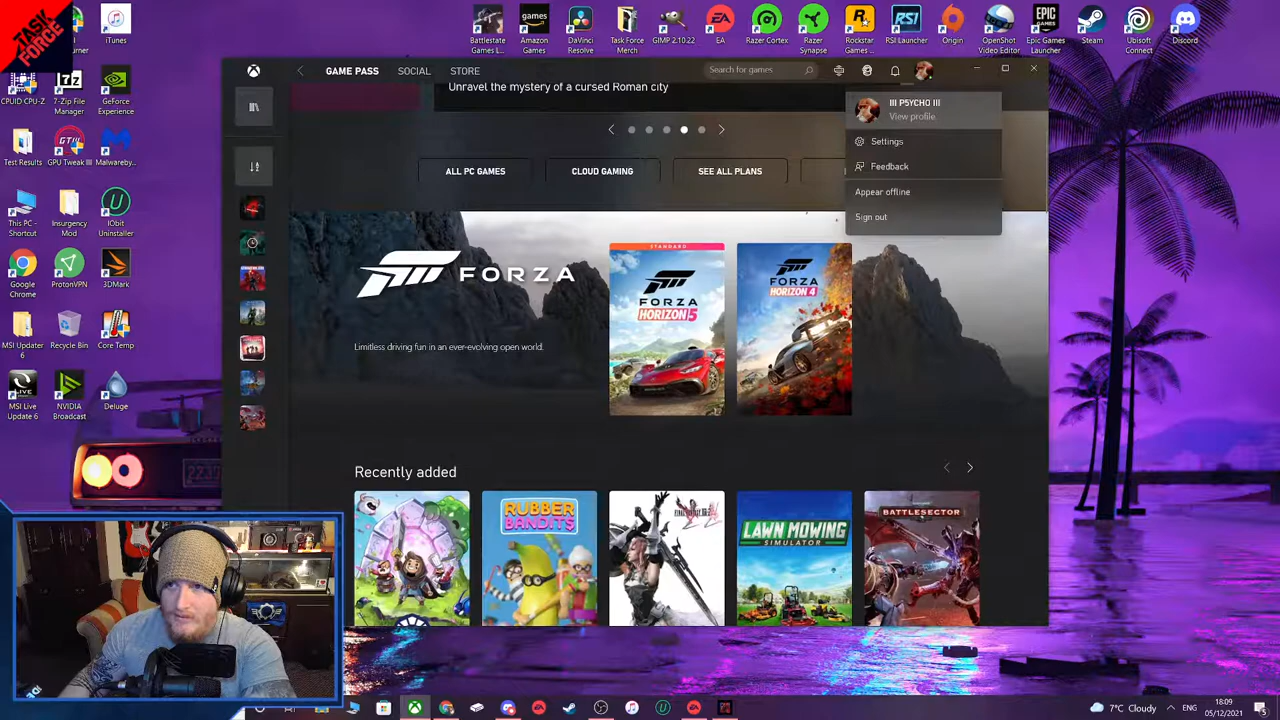 TASK
FORCE
iTunes
Battlestate
Games L...
Amazon
Games
DaVinci
Resolve
Task Force
Merch
GIMP 2.10.22
EA
Razer Cortex
Razer
Synapse
Rockstar
Games ...
RSI Launcher
Origin
OpenShot
Video Editor
Epic Games
Launcher
Steam
Ubisoft
Connect
Discord
CPUID CPU-Z
7-Zip File
Manager
GeForce
Experience
Test Results
GPU Tweak III
Malwareby...
This PC -
Shortcut
Insurgency
Mod
IObit
Uninstaller
Google
Chrome
ProtonVPN
3DMark
MSI Updater
6
Recycle Bin
Core Temp
MSI Live
Update 6
NVIDIA
Broadcast
Deluge
GAME PASS
SOCIAL
STORE
Search for games
Unravel the mystery of a cursed Roman city
III P5YCHO III
View profile
Settings
Feedback
Appear offline
Sign out
ALL PC GAMES
CLOUD GAMING
SEE ALL PLANS
FORZA
Limitless driving fun in an ever-evolving open world.
STANDARD
FORZA
HORIZON 5
FORZA
HORIZON 4
Recently added
RUBBER
BANDITS
LAWN MOWING
SIMULATOR
BATTLESECTOR
7°C Cloudy
ENG
18:09
05/12/2021